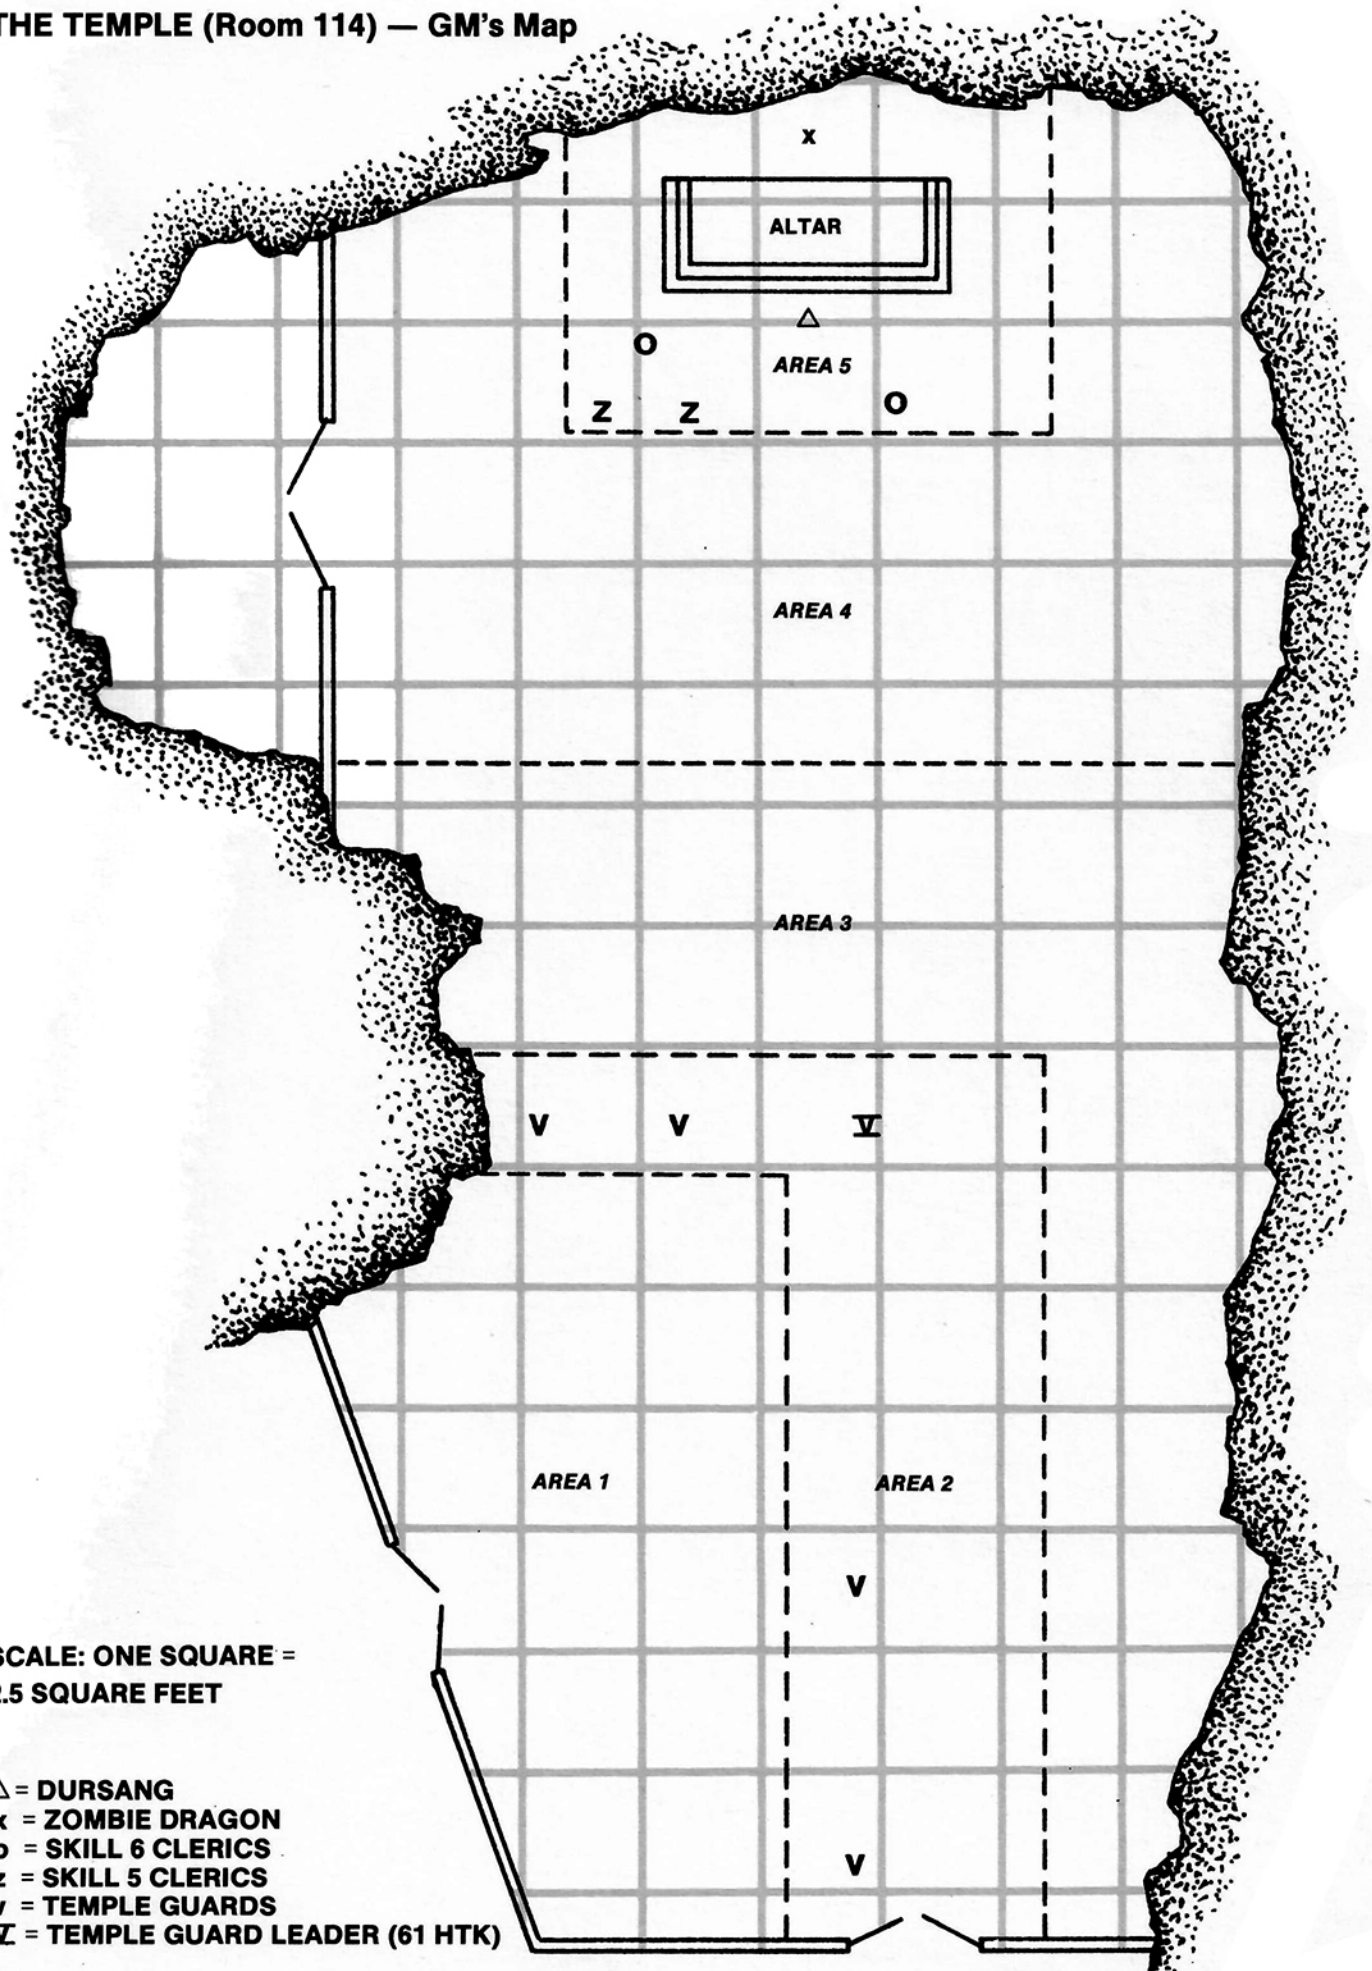 THE TEMPLE (Room 114) — GM's Map
x
ALTAR
△
O
AREA 5
Z Z O
AREA 4
AREA 3
V V V
AREA 1 AREA 2
V
SCALE: ONE SQUARE =
.5 SQUARE FEET
V
△ = DURSANG
x = ZOMBIE DRAGON
o = SKILL 6 CLERICS
z = SKILL 5 CLERICS
v = TEMPLE GUARDS
V = TEMPLE GUARD LEADER (61 HTK)